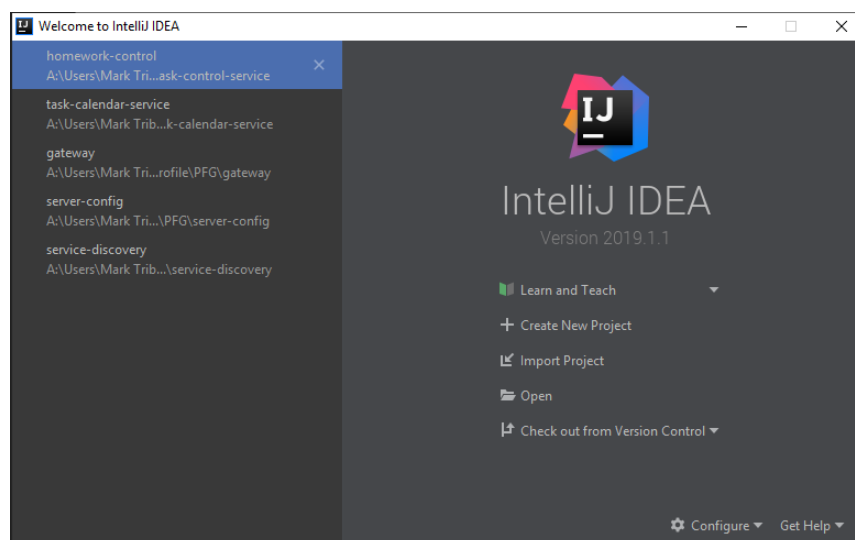 Welcome to IntelliJ IDEA
homework-control
A:\Users\Mark Tri...ask-control-service
task-calendar-service
A:\Users\Mark Trib...k-calendar-service
gateway
A:\Users\Mark Tri...rofile\PFG\gateway
server-config
A:\Users\Mark Tri...\PFG\server-config
service-discovery
A:\Users\Mark Trib...\service-discovery
IJ
IntelliJ IDEA
Version 2019.1.1
Learn and Teach
Create New Project
Import Project
Open
Check out from Version Control
Configure Get Help